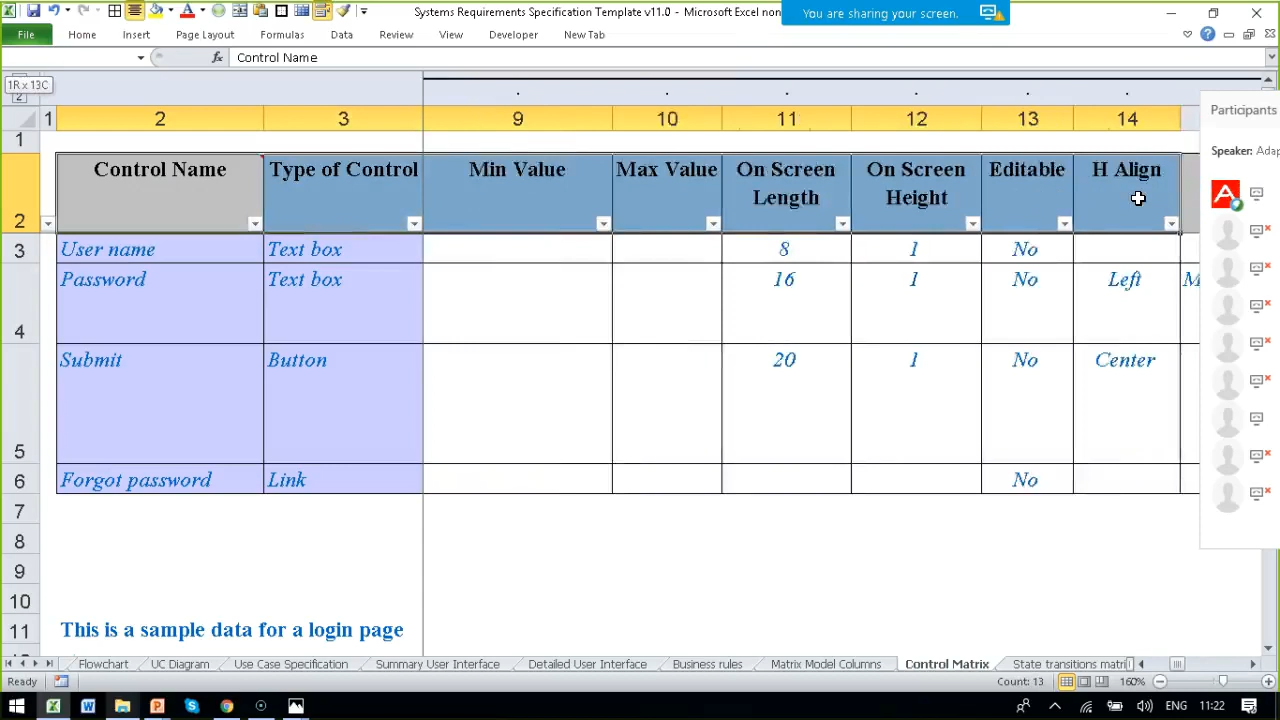 Systems Requirements Specification Template v11.0 - Microsoft Excel non
You are sharing your screen.
File Home Insert Page Layout Formulas Data Review View Developer New Tab
fx Control Name
1R x 13C
2
1 2 3 9 10 11 12 13 14
Participants
1
Speaker: Adap
2 Control Name Type of Control Min Value Max Value On Screen Length On Screen Height Editable H Align
3 User name Text box 8 1 No
4 Password Text box 16 1 No Left M
5 Submit Button 20 1 No Center
6 Forgot password Link No
7
8
9
10
11 This is a sample data for a login page
Flowchart UC Diagram Use Case Specification Summary User Interface Detailed User Interface Business rules Matrix Model Columns Control Matrix State transitions matri
Ready Count: 13 160%
ENG 11:22